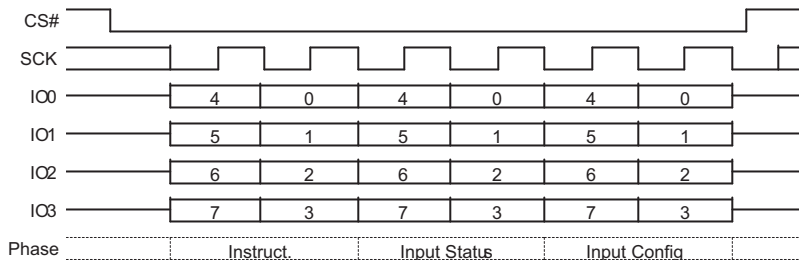 CS#
SCK
IO0 4 0 4 0 4 0
IO1 5 1 5 1 5 1
IO2 6 2 6 2 6 2
IO3 7 3 7 3 7 3
Phase Instruct. Input Status Input Config